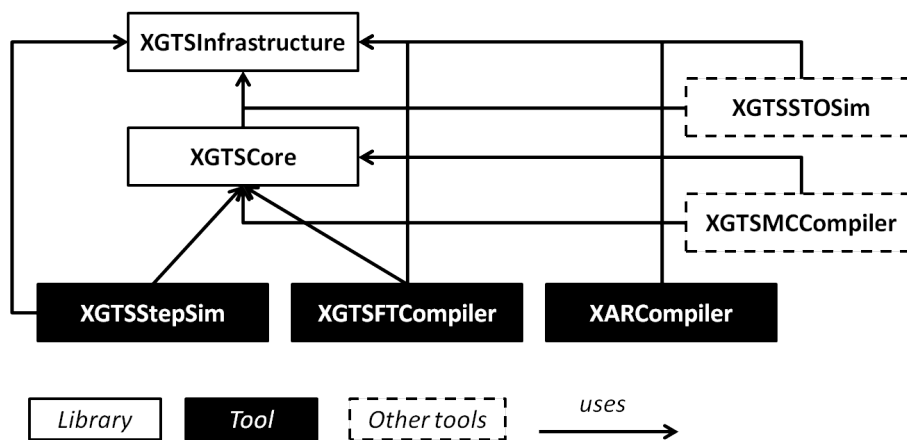 XGTSInfrastructure
XGTSSTOSim
XGTSCore
XGTSMCCompiler
XGTSStepSim
XGTSFTCompiler
XARCompiler
Library
Tool
Other tools
uses